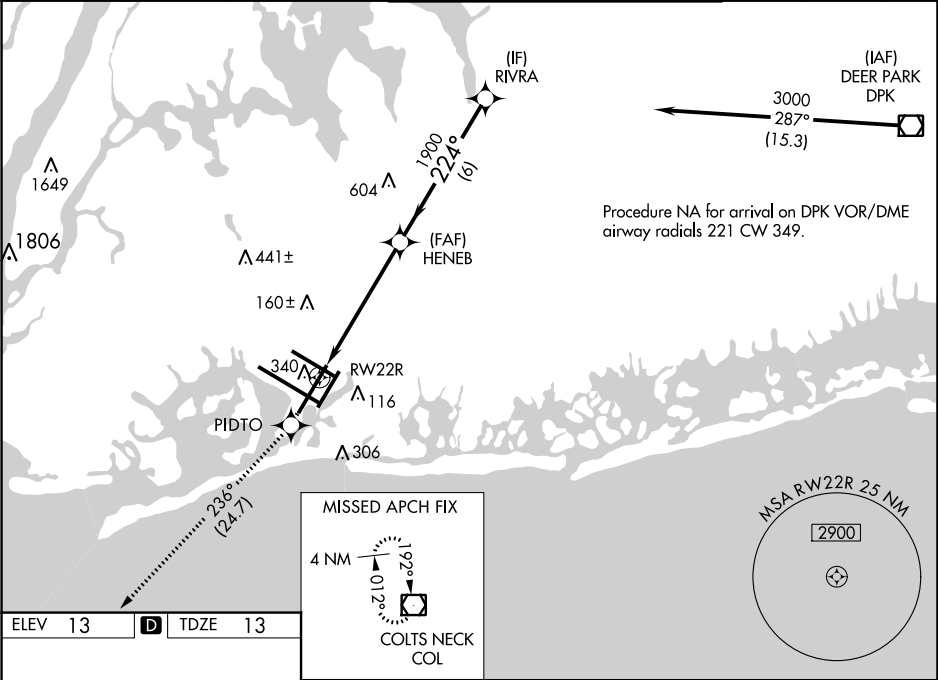 (IF)
RIVRA
(IAF)
DEER PARK
DPK
3000
287°
(15.3)
1900
224°
(6)
604
1649
1806
441±
160±
(FAF)
HENEB
Procedure NA for arrival on DPK VOR/DME
airway radials 221 CW 349.
340
RW22R
116
PIDTO
306
236°
(24.7)
MISSED APCH FIX
4 NM
192°
012°
COLTS NECK
COL
MSA RW22R 25 NM
2900
ELEV 13 D TDZE 13